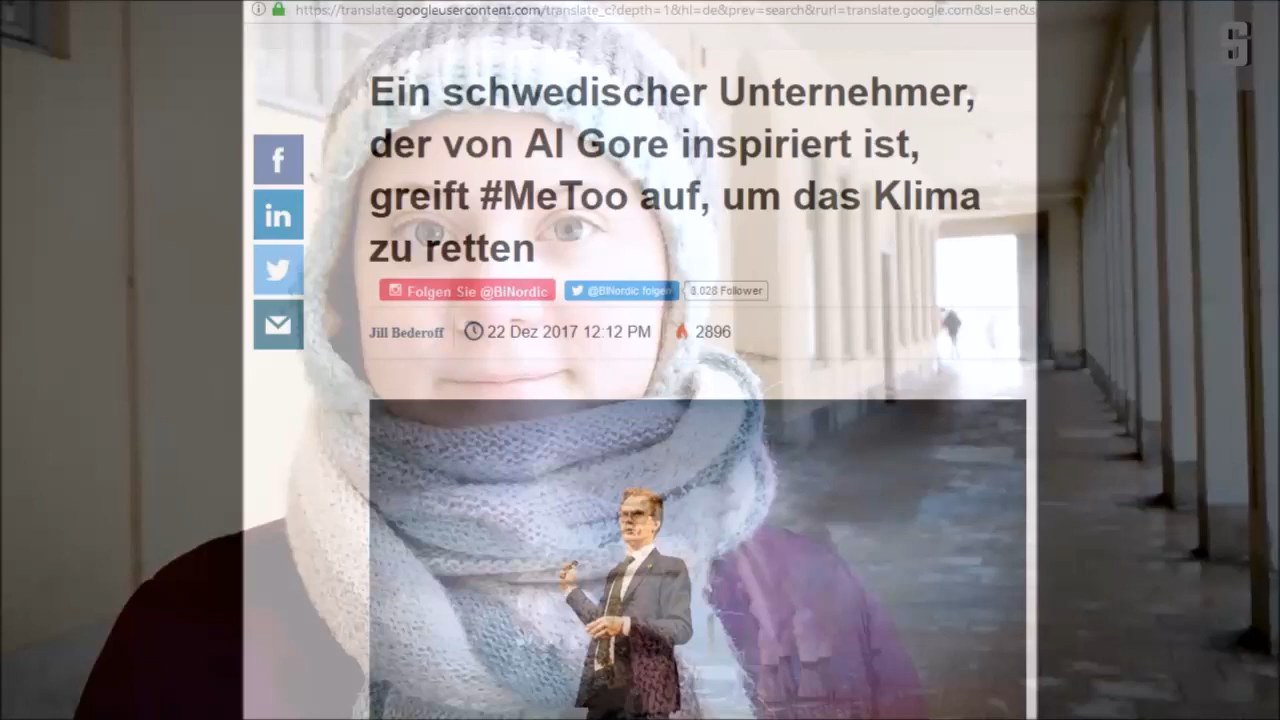 https://translate.googleusercontent.com/translate_c?depth=1&hl=de&prev=search&rurl=translate.google.com&sl=en&s
S
Ein schwedischer Unternehmer,
der von Al Gore inspiriert ist,
greift #MeToo auf, um das Klima
zu retten
Folgen Sie @BiNordic
@BINordic folgen
8.028 Follower
Jill Bederoff
22 Dez 2017 12:12 PM
2896